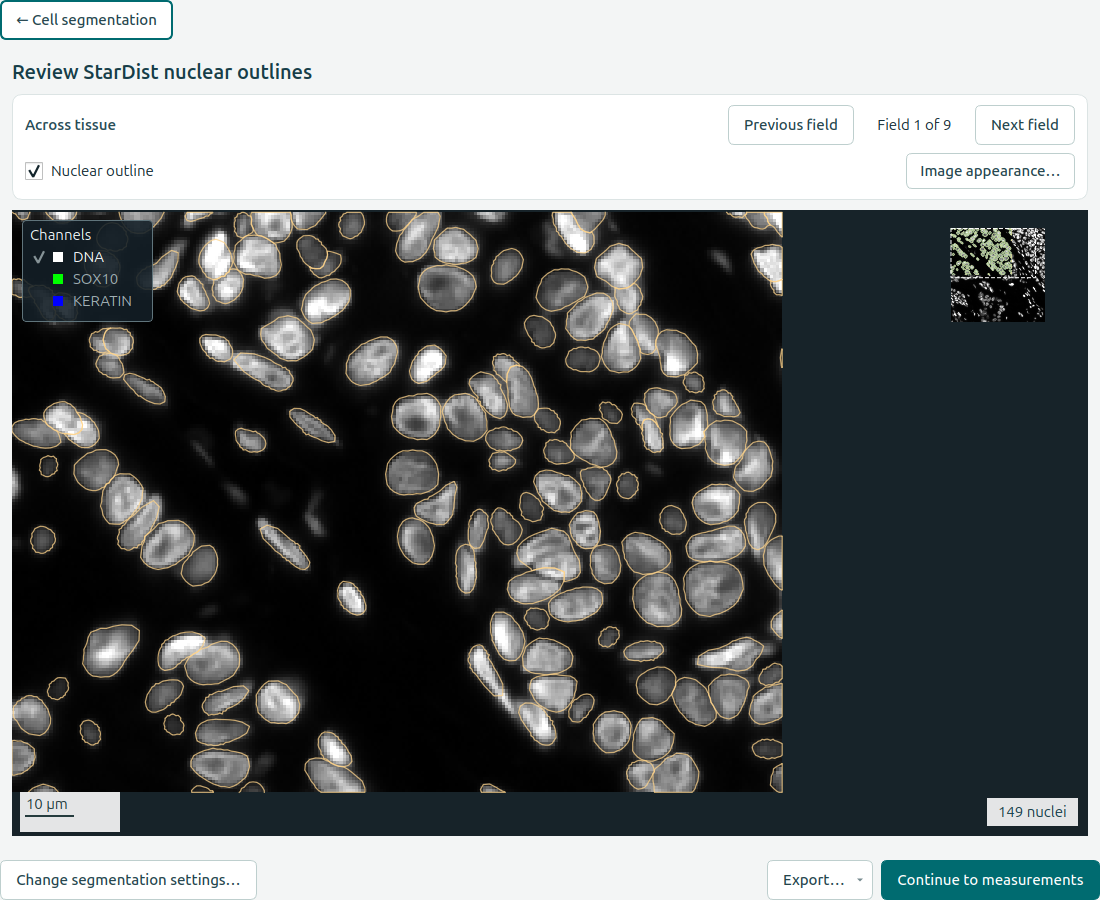 ← Cell segmentation
Review StarDist nuclear outlines
Across tissue
Previous field
Field 1 of 9
Next field
Nuclear outline
Image appearance…
Channels
DNA
SOX10
KERATIN
10 µm
149 nuclei
Change segmentation settings…
Export…
Continue to measurements